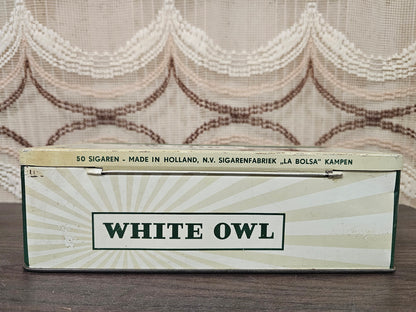 50 SIGAREN - MADE IN HOLLAND, N.V. SIGARENFABRIEK „LA BOLSA" KAMPEN
WHITE OWL